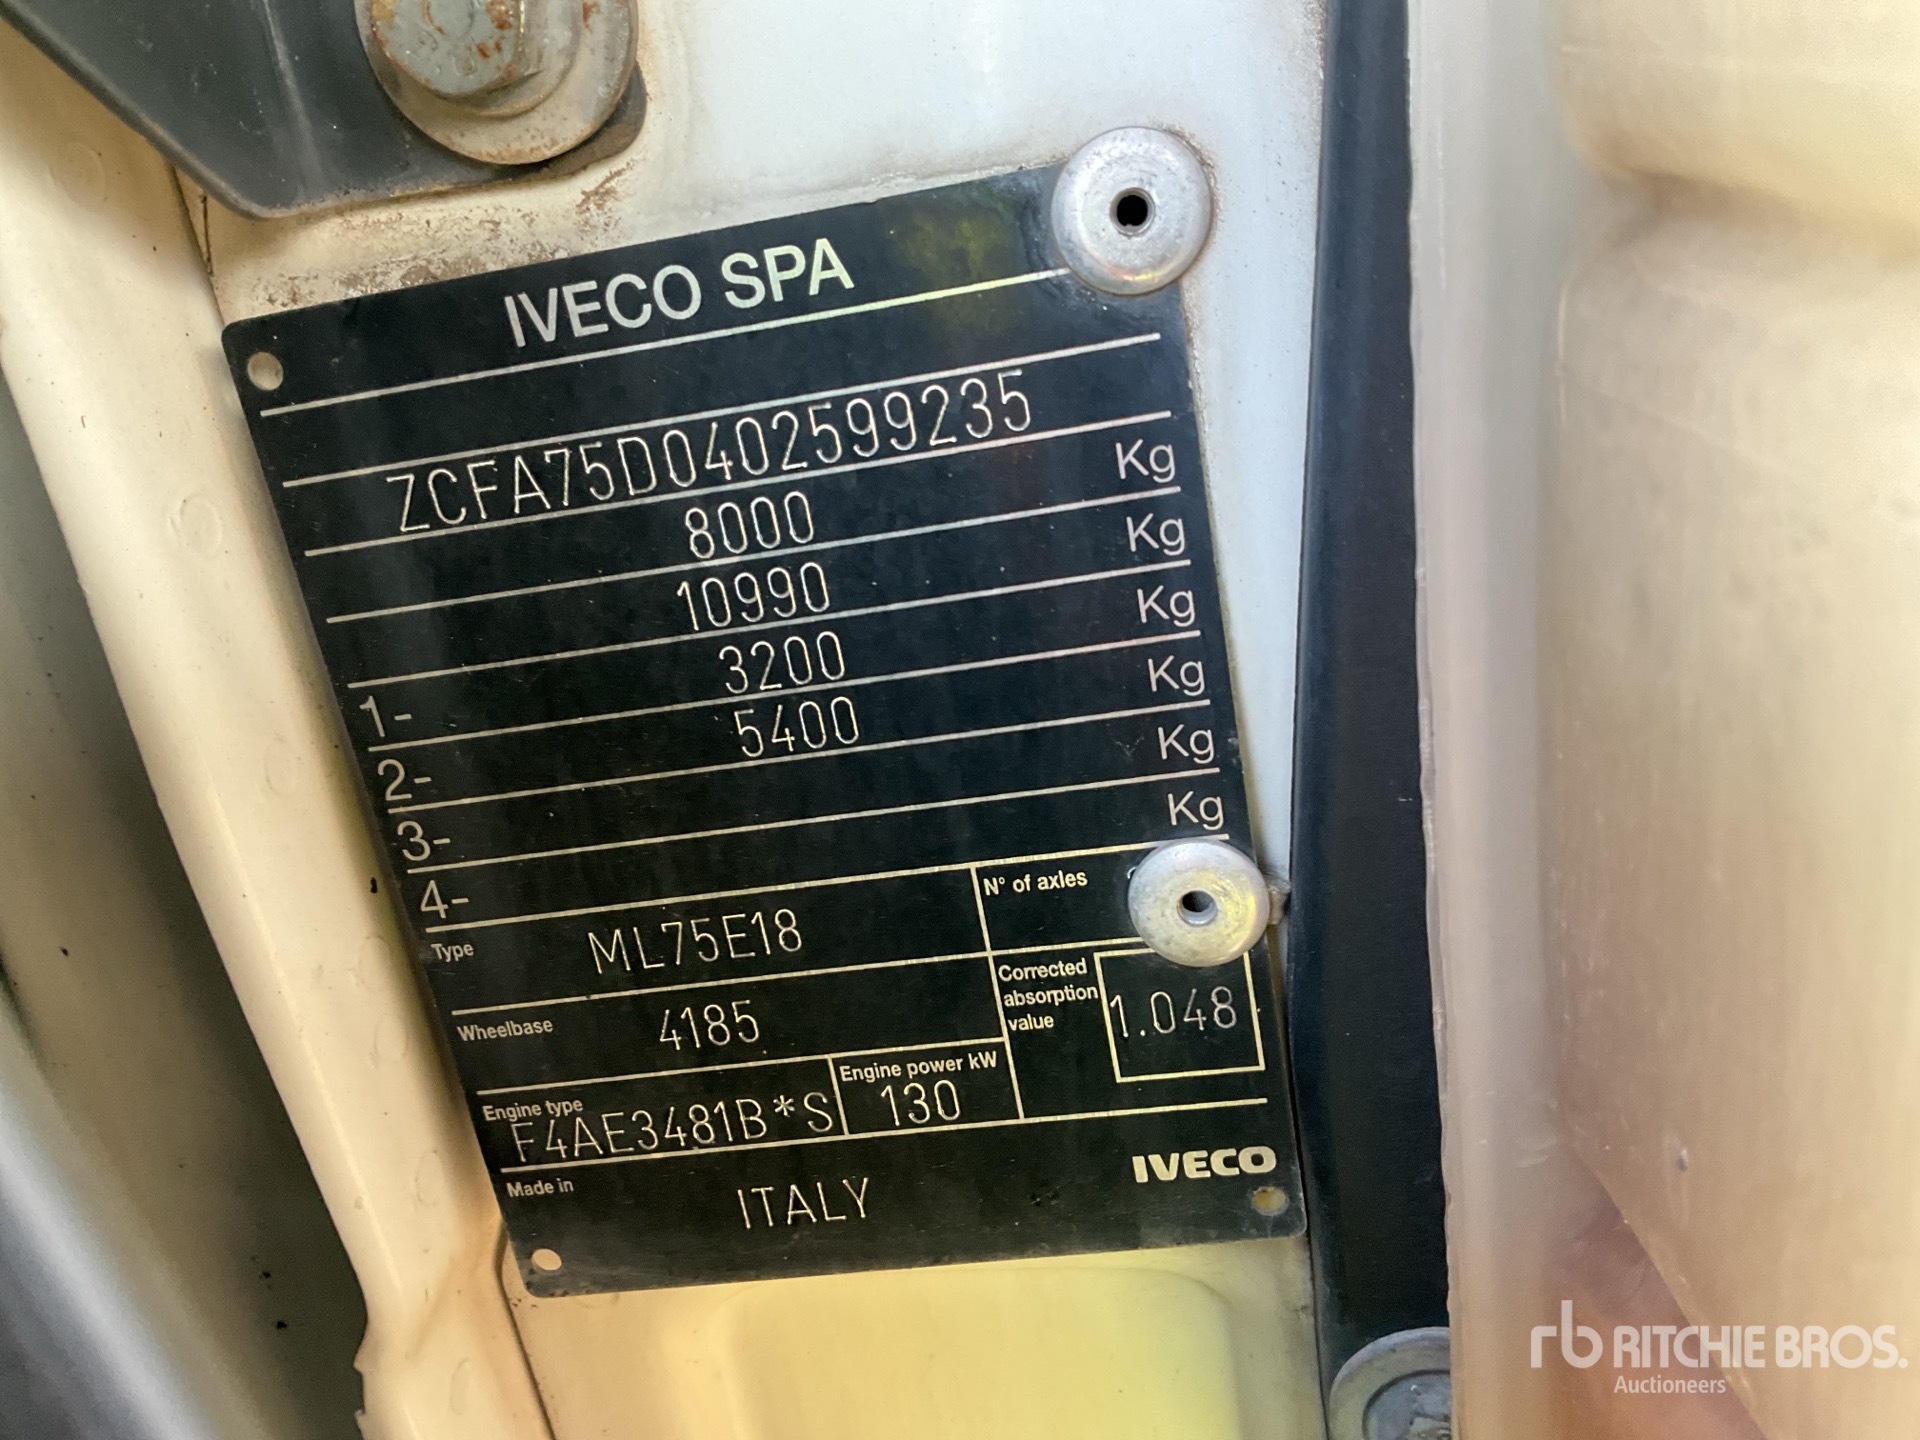 IVECO SPA
ZCFA75D0402599235
8000 Kg
10990 Kg
1- 3200 Kg
2- 5400 Kg
3- Kg
4- Kg
Type ML75E18
N° of axles
Wheelbase 4185
Corrected absorption value 1.048
Engine type F4AE3481B*S
Engine power kW 130
Made in ITALY
IVECO
rb RITCHIE BROS.
Auctioneers